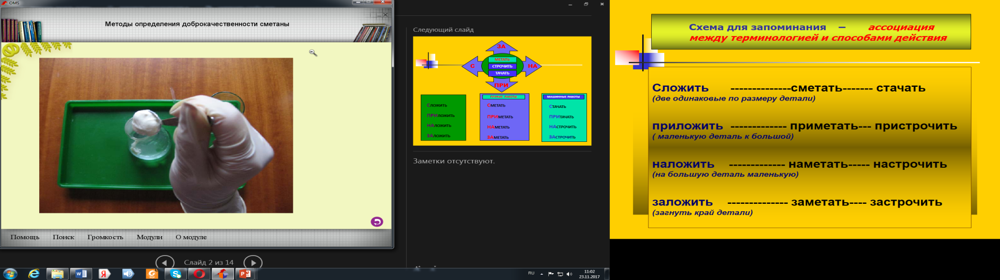 OMS
Методы определения доброкачественности сметаны
Помощь Поиск Громкость Модули О модуле
Слайд 2 из 14
Следующий слайд
ЗА
С
МЕТАТЬ
СТРОЧИТЬ
ТАЧАТЬ
НА
ПРИ
СЛОЖИТЬ
ПРИЛОЖИТЬ
НАЛОЖИТЬ
ЗАЛОЖИТЬ
РУЧНЫЕ РАБОТЫ
СМЕТАТЬ
ПРИМЕТАТЬ
НАМЕТАТЬ
ЗАМЕТАТЬ
МАШИННЫЕ РАБОТЫ
СТАЧАТЬ
ПРИТАЧАТЬ
НАСТРОЧИТЬ
ЗАСТРОЧИТЬ
Заметки отсутствуют.
RU
11:02
23.11.2017
Схема для запоминания – ассоциация
между терминологией и способами действия
Сложить --------------сметать------- стачать
(две одинаковые по размеру детали)
приложить ------------- приметать--- пристрочить
( маленькую деталь к большой)
наложить ------------- наметать----- настрочить
(на большую деталь маленькую)
заложить -------------- заметать---- застрочить
(загнуть край детали)